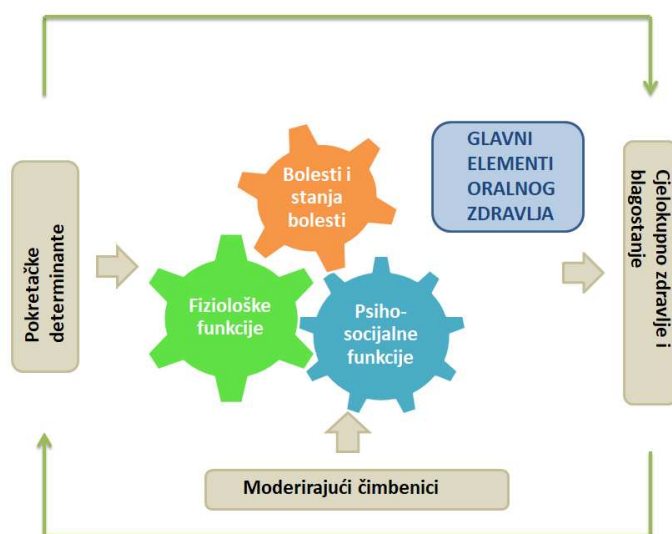 Pokretačke
determinante
Bolesti i
stanja
bolesti
GLAVNI
ELEMENTI
ORALNOG
ZDRAVLJA
Fiziološke
funkcije
Psiho-
socijalne
funkcije
Cjelokupno zdravlje i
blagostanje
Moderirajući čimbenici